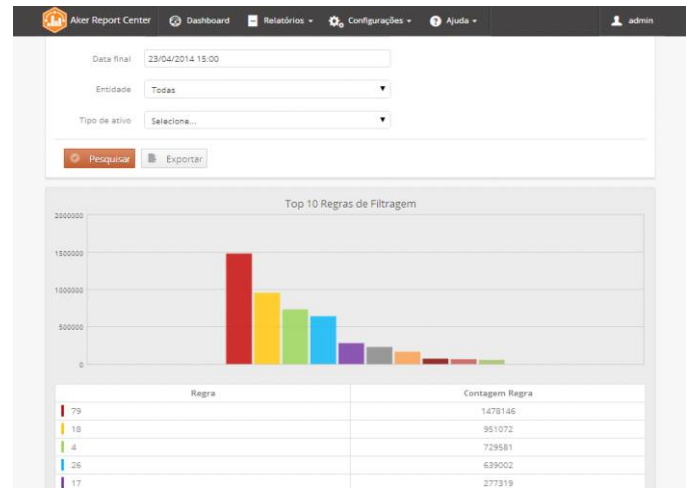 Aker Report Center Dashboard Relatórios Configurações Ajuda admin
Data final 23/04/2014 15:00
Entidade Todas
Tipo de ativo Selecione...
Pesquisar Exportar
Top 10 Regras de Filtragem
2000000
1500000
1000000
500000
0
Regra Contagem Regra
79 1478146
18 951072
4 729581
26 639002
17 277319